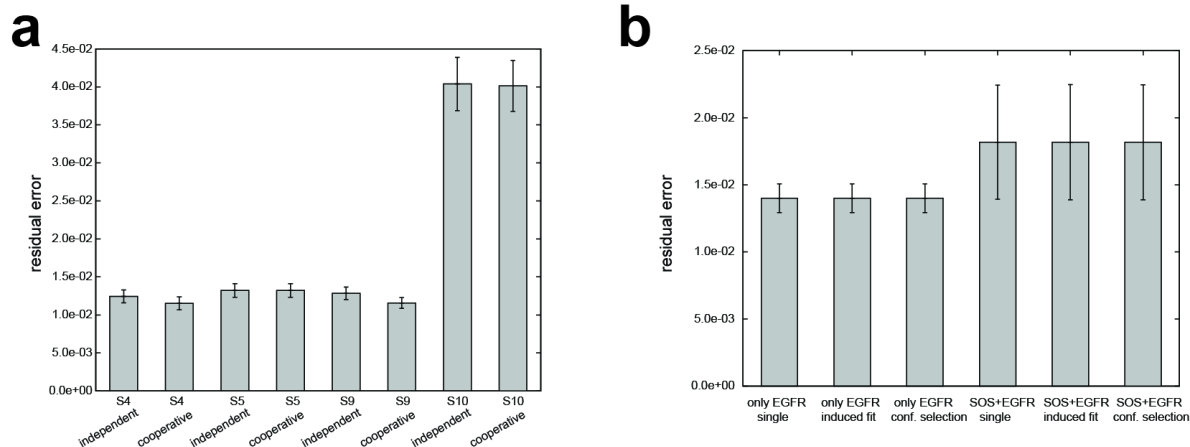 a
4.5e-02
4.0e-02
3.5e-02
3.0e-02
2.5e-02
2.0e-02
1.5e-02
1.0e-02
5.0e-03
0.0e+00
residual error
S4 independent
S4 cooperative
S5 independent
S5 cooperative
S9 independent
S9 cooperative
S10 independent
S10 cooperative
b
2.5e-02
2.0e-02
1.5e-02
1.0e-02
5.0e-03
0.0e+00
residual error
only EGFR
single
only EGFR
induced fit
only EGFR
conf. selection
SOS+EGFR
single
SOS+EGFR
induced fit
SOS+EGFR
conf. selection